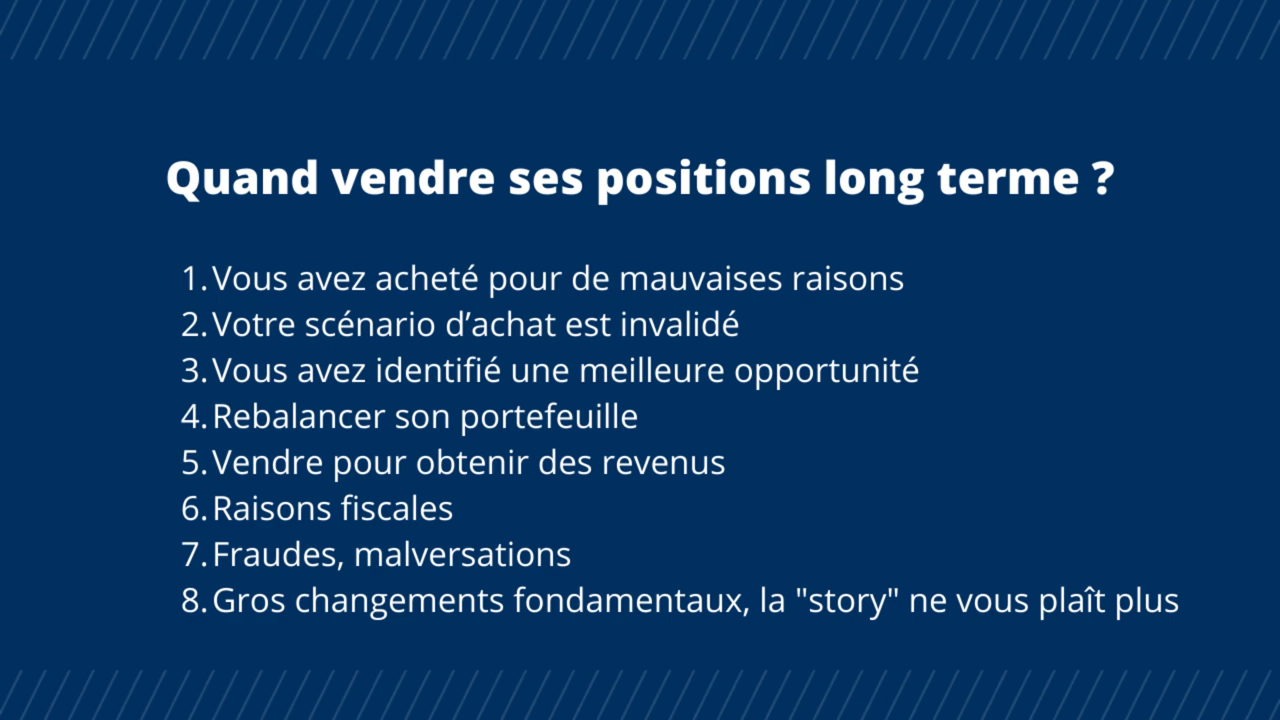 Quand vendre ses positions long terme ?
1. Vous avez acheté pour de mauvaises raisons
2. Votre scénario d’achat est invalidé
3. Vous avez identifié une meilleure opportunité
4. Rebalancer son portefeuille
5. Vendre pour obtenir des revenus
6. Raisons fiscales
7. Fraudes, malversations
8. Gros changements fondamentaux, la "story" ne vous plaît plus